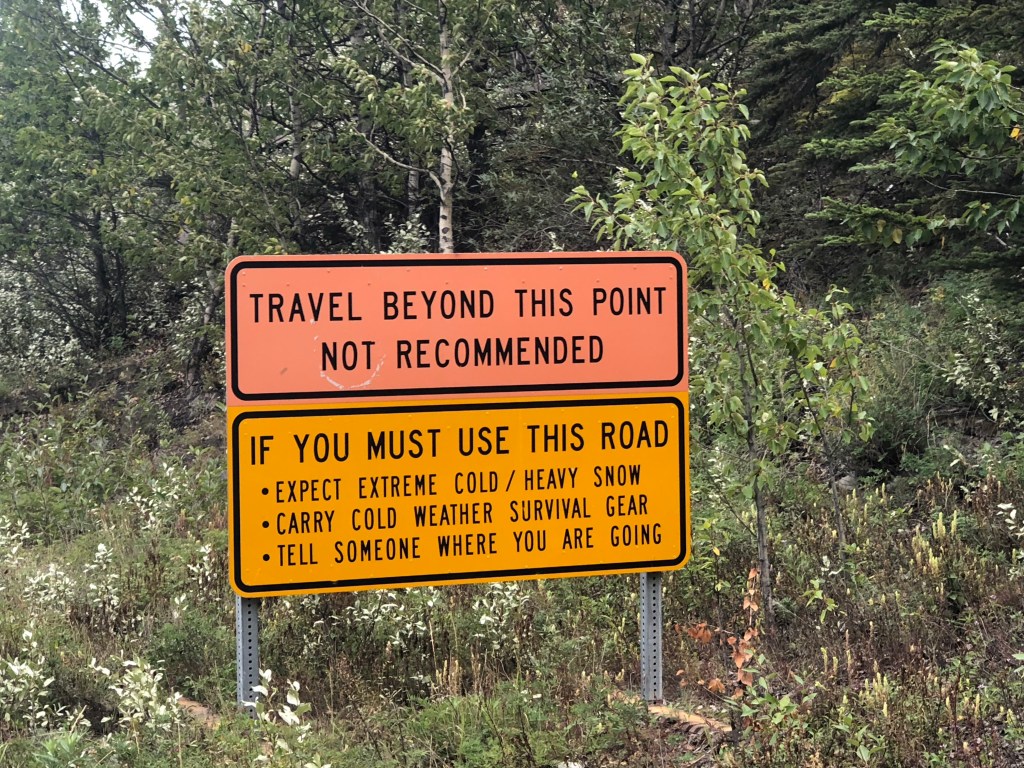 TRAVEL BEYOND THIS POINT
NOT RECOMMENDED
IF YOU MUST USE THIS ROAD
• EXPECT EXTREME COLD / HEAVY SNOW
• CARRY COLD WEATHER SURVIVAL GEAR
• TELL SOMEONE WHERE YOU ARE GOING